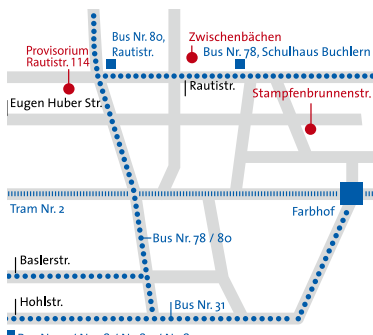 Bus Nr. 80,
Rautistr.
Zwischenbächen
Provisorium
Rautistr. 114
Bus Nr. 78, Schulhaus Buchlern
Rautistr.
Stampfenbrunnenstr.
Eugen Huber Str.
Tram Nr. 2
Farbhof
Bus Nr. 78 / 80
Baslerstr.
Hohlstr.
Bus Nr. 31